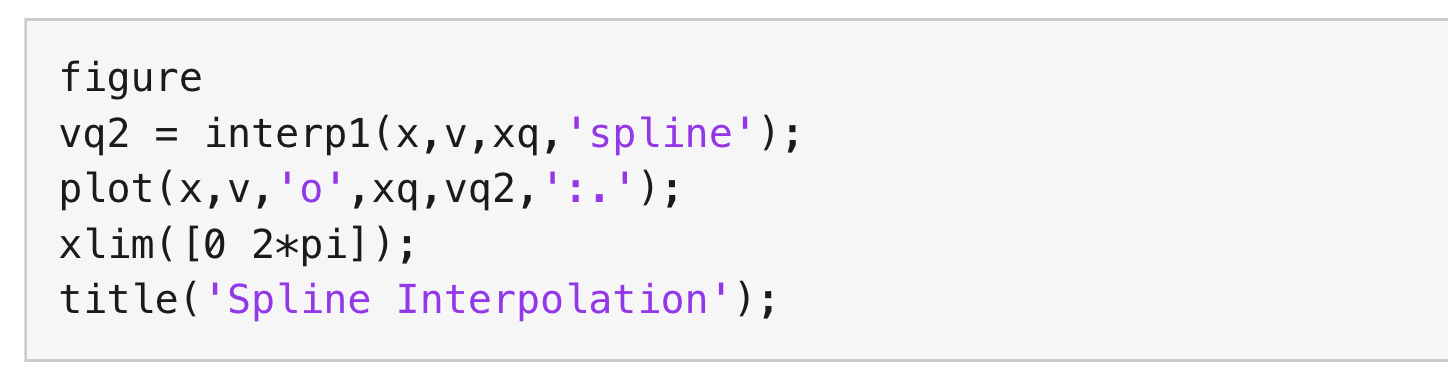 figure
vq2 = interp1(x,v,xq,'spline');
plot(x,v,'o',xq,vq2,':.');
xlim([0 2*pi]);
title('Spline Interpolation');